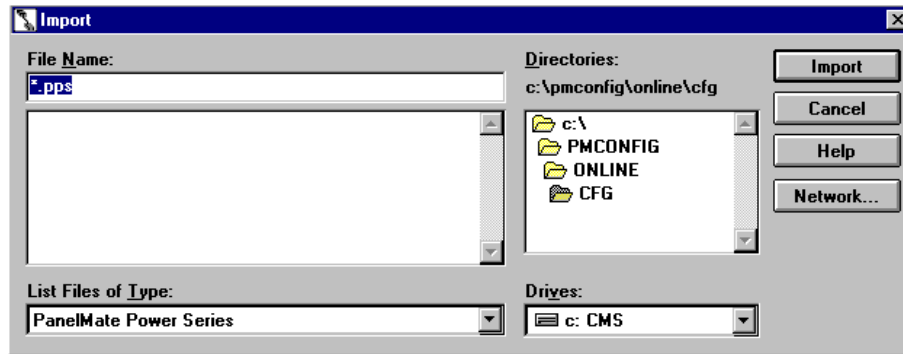 Import
File Name:
*.pps
Directories:
c:\pmconfig\online\cfg
c:\
PMCONFIG
ONLINE
CFG
Import
Cancel
Help
Network...
List Files of Type:
PanelMate Power Series
Drives:
c: CMS